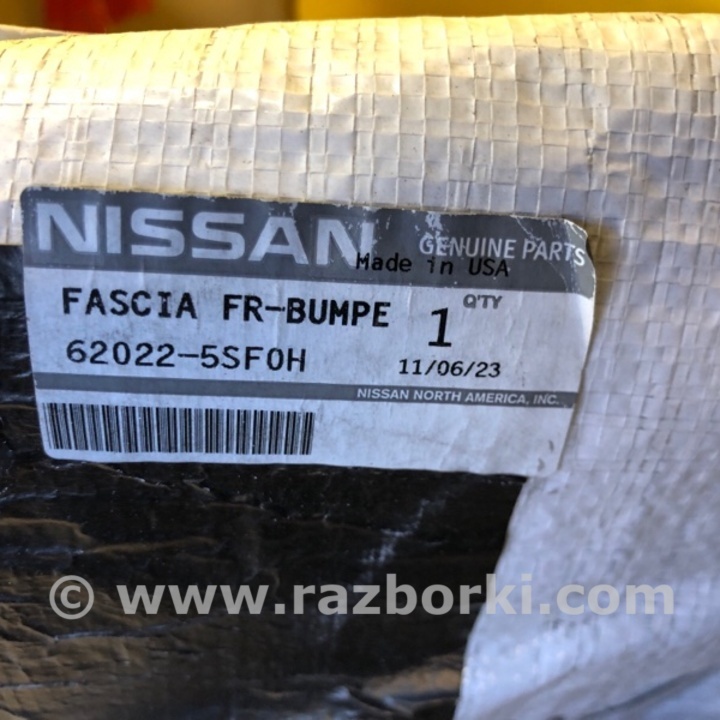 NISSAN GENUINE PARTS
Made in USA
FASCIA FR-BUMPE 1 Q'TY
62022-5SF0H 11/06/23
NISSAN NORTH AMERICA, INC.
© www.razborki.com